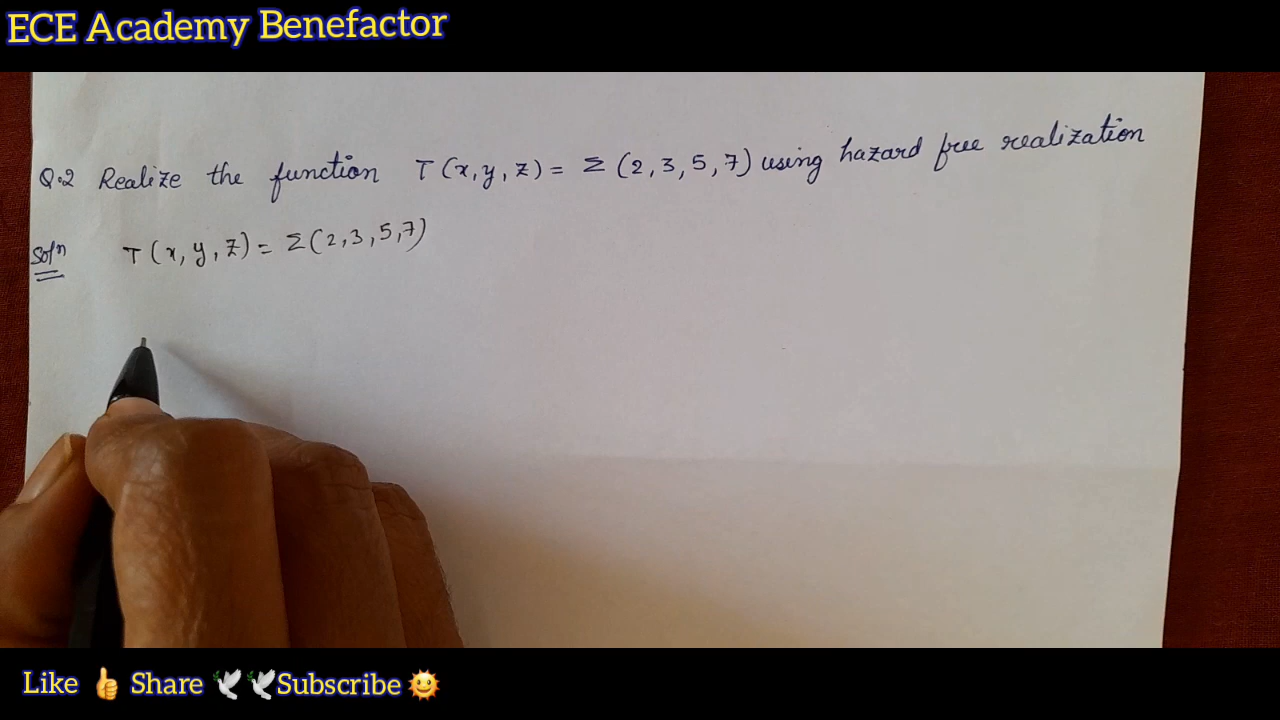 ECE Academy Benefactor
Q.2 Realize the function T(x,y,z) = Σ (2,3,5,7) using hazard free realization
Solⁿ T(x,y,z) = Σ(2,3,5,7)
Like 👍 Share 🕊️🕊️Subscribe 🌞